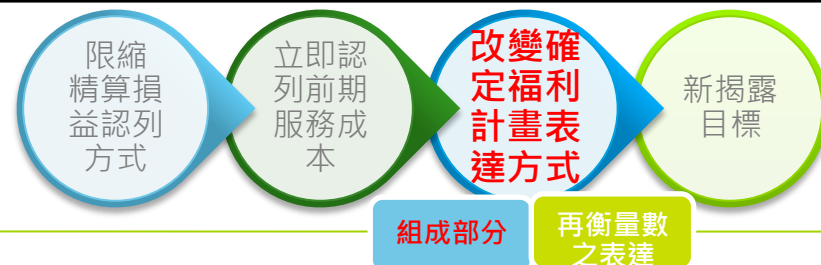 限縮
精算損
益認列
方式
立即認
列前期
服務成
本
改變確
定福利
計畫表
達方式
新揭露
目標
組成部分
再衡量數
之表達